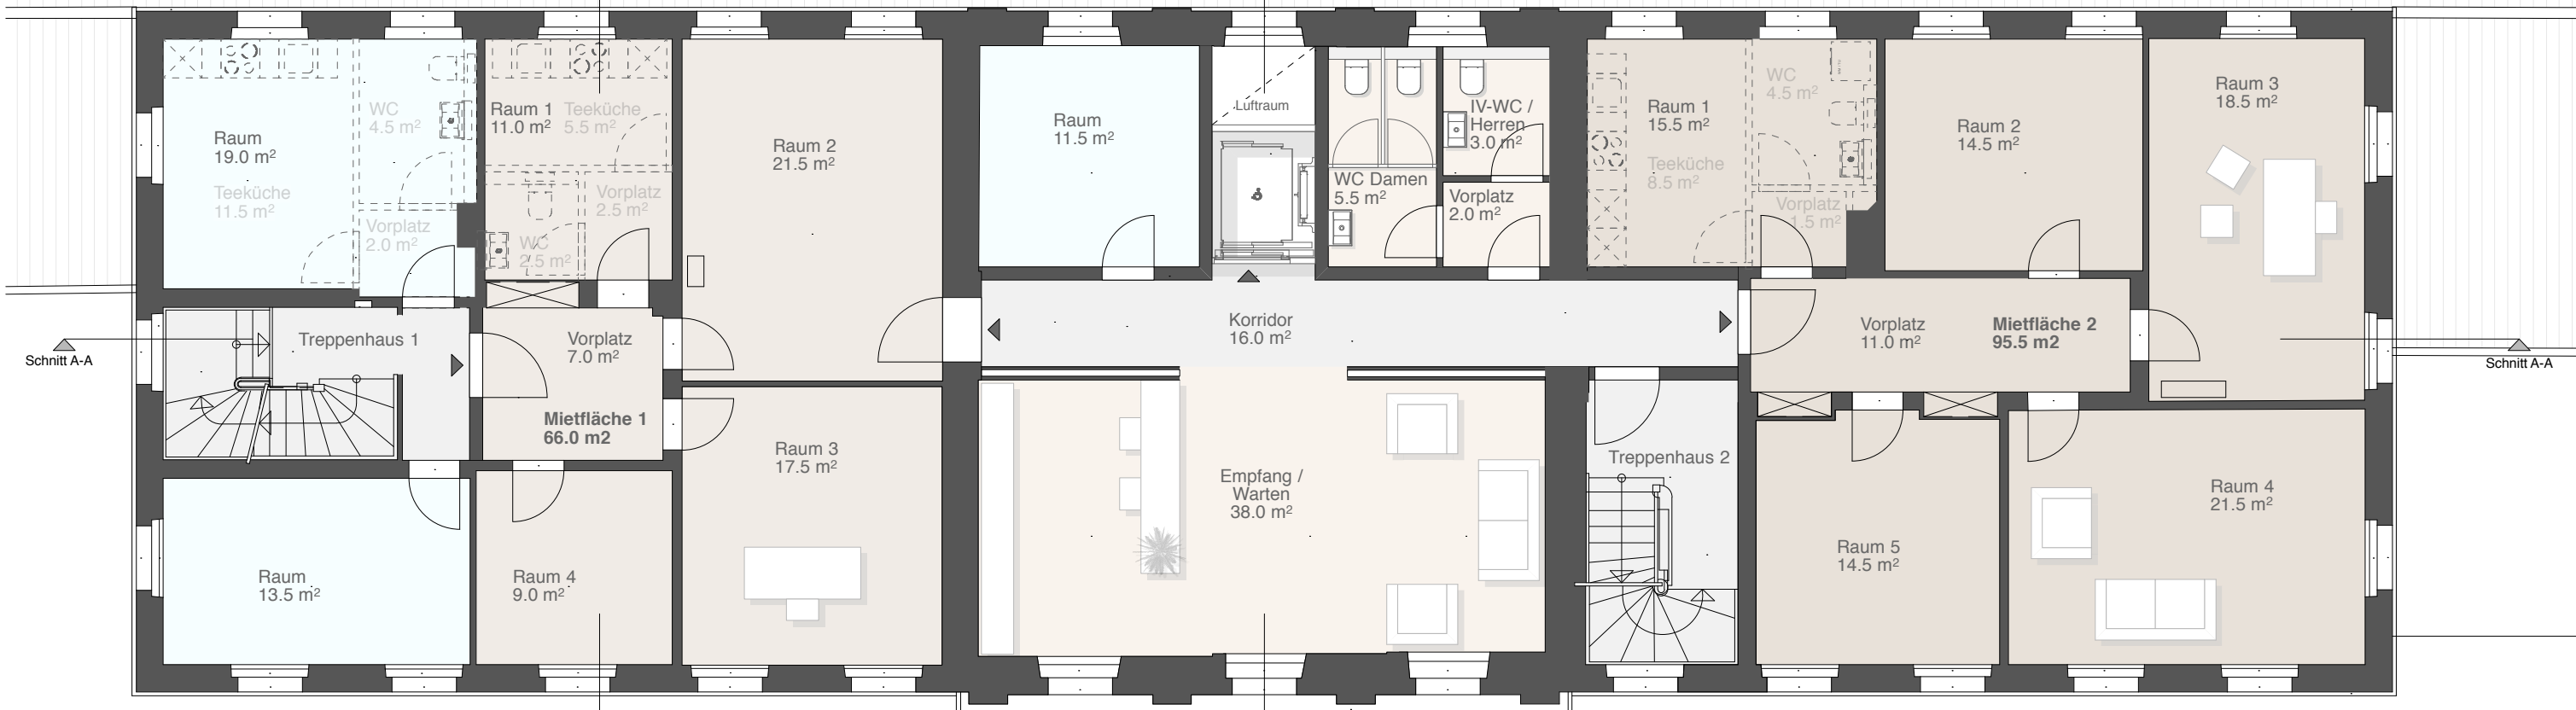 Raum
19.0 m²
Teeküche
11.5 m²
WC
4.5 m²
Vorplatz
2.0 m²
Raum 1
11.0 m²
Teeküche
5.5 m²
Vorplatz
2.5 m²
WC
2.5 m²
Raum 2
21.5 m²
Raum
11.5 m²
Luftraum
WC Damen
5.5 m²
IV-WC /
Herren
3.0 m²
Vorplatz
2.0 m²
Raum 1
15.5 m²
Teeküche
8.5 m²
WC
4.5 m²
Vorplatz
1.5 m²
Raum 2
14.5 m²
Raum 3
18.5 m²
Schnitt A-A
Treppenhaus 1
Vorplatz
7.0 m²
Mietfläche 1
66.0 m2
Korridor
16.0 m²
Vorplatz
11.0 m²
Mietfläche 2
95.5 m2
Schnitt A-A
Raum
13.5 m²
Raum 4
9.0 m²
Raum 3
17.5 m²
Empfang /
Warten
38.0 m²
Treppenhaus 2
Raum 5
14.5 m²
Raum 4
21.5 m²